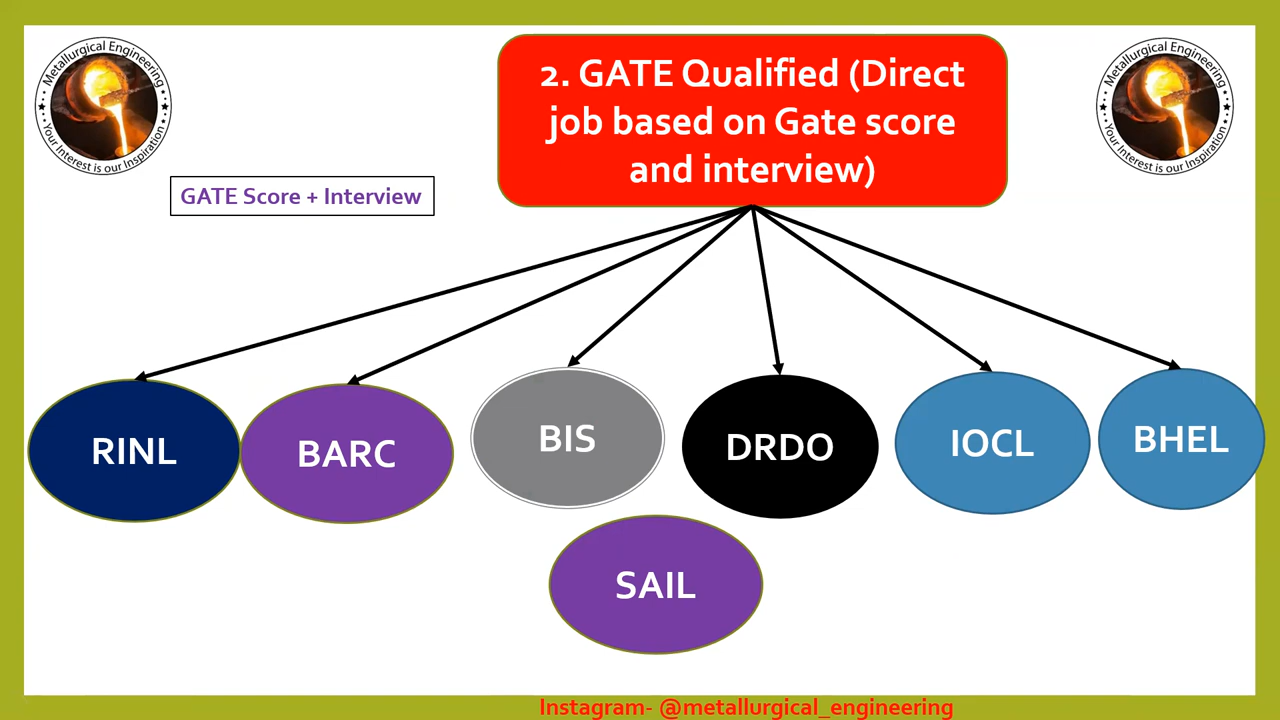 Metallurgical Engineering
Your Interest is our Inspiration
2. GATE Qualified (Direct
job based on Gate score
and interview)
Metallurgical Engineering
Your Interest is our Inspiration
GATE Score + Interview
RINL
BARC
BIS
DRDO
IOCL
BHEL
SAIL
Instagram- @metallurgical_engineering